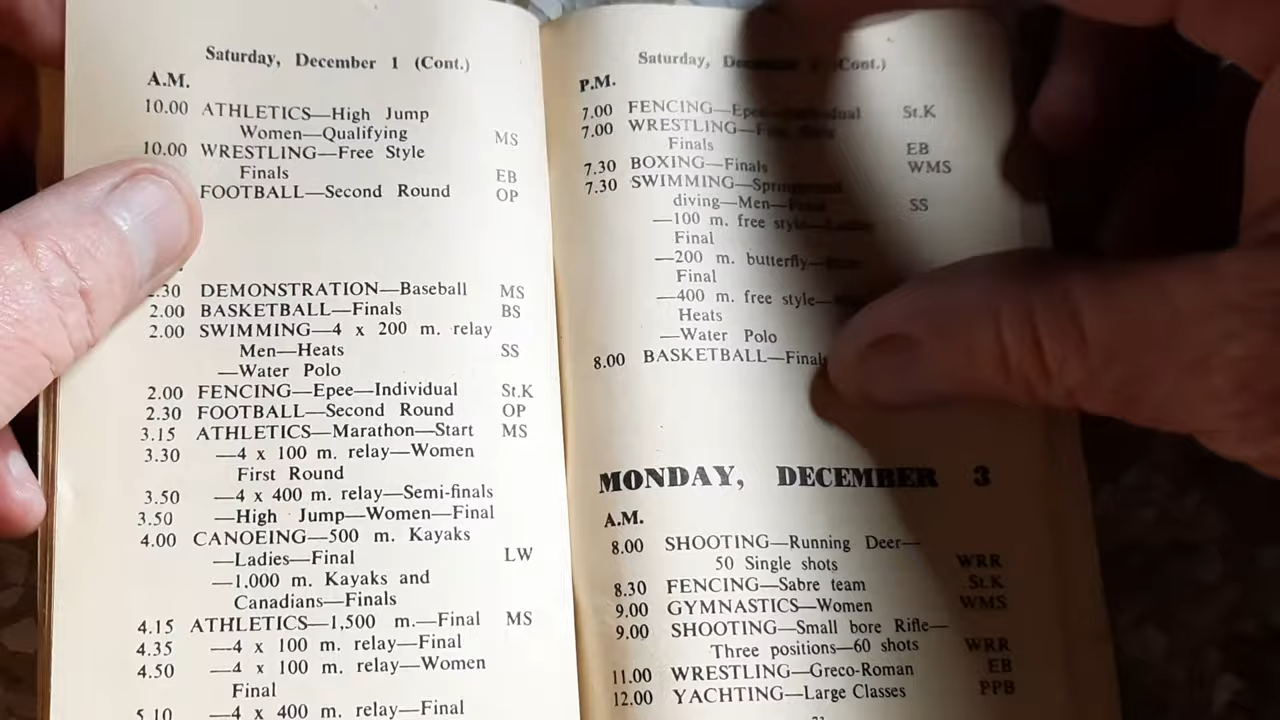 Saturday, December 1 (Cont.)
A.M.
10.00 ATHLETICS—High Jump
Women—Qualifying MS
10.00 WRESTLING—Free Style
Finals EB
FOOTBALL—Second Round OP
.30 DEMONSTRATION—Baseball MS
2.00 BASKETBALL—Finals BS
2.00 SWIMMING—4 x 200 m. relay
Men—Heats SS
—Water Polo
2.00 FENCING—Epee—Individual St.K
2.30 FOOTBALL—Second Round OP
3.15 ATHLETICS—Marathon—Start MS
3.30 —4 x 100 m. relay—Women
First Round
3.50 —4 x 400 m. relay—Semi-finals
3.50 —High Jump—Women—Final
4.00 CANOEING—500 m. Kayaks
—Ladies—Final LW
—1,000 m. Kayaks and
Canadians—Finals
4.15 ATHLETICS—1,500 m.—Final MS
4.35 —4 x 100 m. relay—Final
4.50 —4 x 100 m. relay—Women
Final
5.10 —4 x 400 m. relay—Final
Saturday, (Cont.)
P.M.
7.00 FENCING—Epee—Individual St.K
7.00 WRESTLING—
Finals EB
7.30 BOXING—Finals WMS
7.30 SWIMMING—Springboard
diving—Men— SS
—100 m. free style—
Final
—200 m. butterfly—
Final
—400 m. free style—
Heats
—Water Polo
8.00 BASKETBALL—Finals
MONDAY, DECEMBER 3
A.M.
8.00 SHOOTING—Running Deer—
50 Single shots WRR
8.30 FENCING—Sabre team St.K
9.00 GYMNASTICS—Women WMS
9.00 SHOOTING—Small bore Rifle—
Three positions—60 shots WRR
11.00 WRESTLING—Greco-Roman EB
12.00 YACHTING—Large Classes PPB